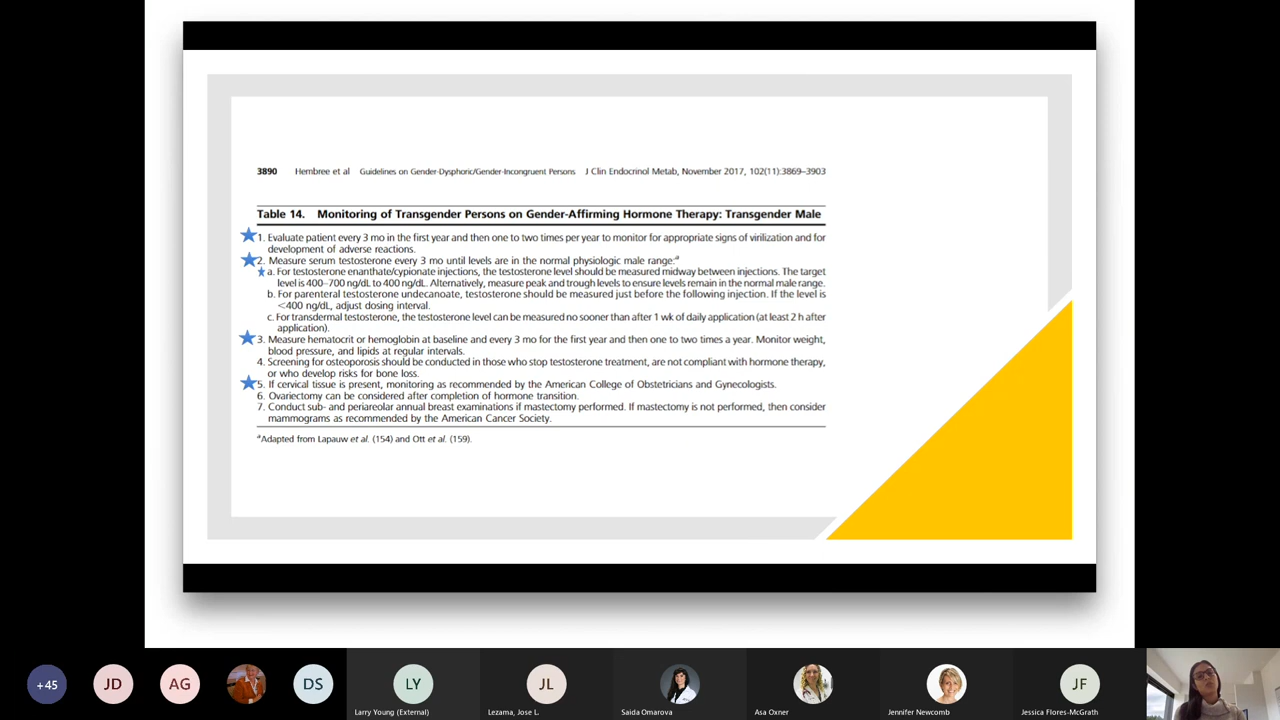 3890 Hembree et al Guidelines on Gender-Dysphoric/Gender-Incongruent Persons J Clin Endocrinol Metab, November 2017, 102(11):3869–3903
Table 14. Monitoring of Transgender Persons on Gender-Affirming Hormone Therapy: Transgender Male
1. Evaluate patient every 3 mo in the first year and then one to two times per year to monitor for appropriate signs of virilization and for
development of adverse reactions.
2. Measure serum testosterone every 3 mo until levels are in the normal physiologic male range:a
a. For testosterone enanthate/cypionate injections, the testosterone level should be measured midway between injections. The target
level is 400–700 ng/dL to 400 ng/dL. Alternatively, measure peak and trough levels to ensure levels remain in the normal male range.
b. For parenteral testosterone undecanoate, testosterone should be measured just before the following injection. If the level is
<400 ng/dL, adjust dosing interval.
c. For transdermal testosterone, the testosterone level can be measured no sooner than after 1 wk of daily application (at least 2 h after
application).
3. Measure hematocrit or hemoglobin at baseline and every 3 mo for the first year and then one to two times a year. Monitor weight,
blood pressure, and lipids at regular intervals.
4. Screening for osteoporosis should be conducted in those who stop testosterone treatment, are not compliant with hormone therapy,
or who develop risks for bone loss.
5. If cervical tissue is present, monitoring as recommended by the American College of Obstetricians and Gynecologists.
6. Ovariectomy can be considered after completion of hormone transition.
7. Conduct sub- and periareolar annual breast examinations if mastectomy performed. If mastectomy is not performed, then consider
mammograms as recommended by the American Cancer Society.
aAdapted from Lapauw et al. (154) and Ott et al. (159).
+45 JD AG DS LY JL JF
Larry Young (External) Lezama, Jose L. Saida Omarova Asa Oxner Jennifer Newcomb Jessica Flores-McGrath